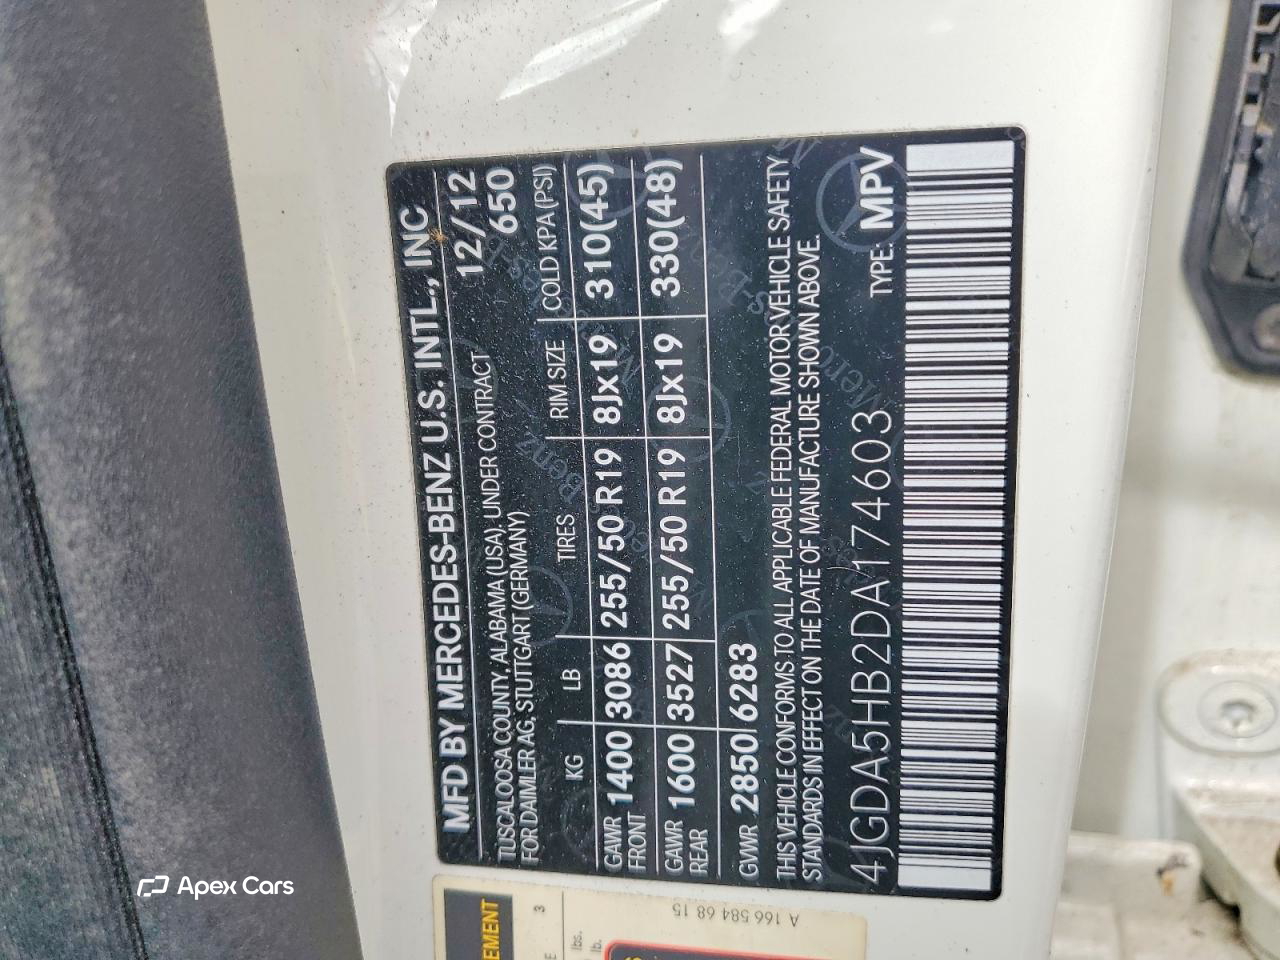 MFD BY MERCEDES-BENZ U.S. INTL., INC
TUSCALOOSA COUNTY, ALABAMA (USA). UNDER CONTRACT 12/12
FOR DAIMLER AG, STUTTGART (GERMANY) 650
KG LB TIRES RIM SIZE COLD KPA (PSI)
GAWR FRONT 1400 3086 255/50 R19 8Jx19 310(45)
GAWR REAR 1600 3527 255/50 R19 8Jx19 330(48)
GVWR 2850 6283
THIS VEHICLE CONFORMS TO ALL APPLICABLE FEDERAL MOTOR VEHICLE SAFETY
STANDARDS IN EFFECT ON THE DATE OF MANUFACTURE SHOWN ABOVE.
4JGDA5HB2DA174603 TYPE: MPV
A 166 584 68 15
3
lbs.
lb.
Apex Cars